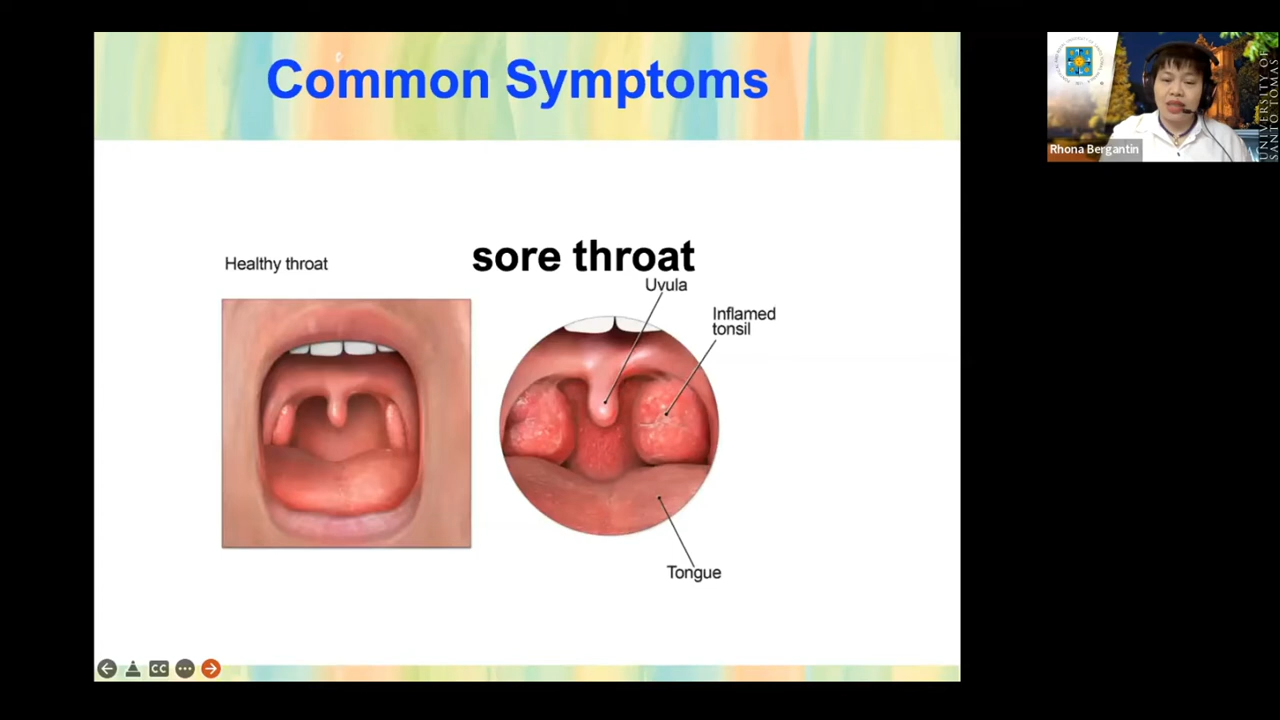 Common Symptoms
Healthy throat
sore throat
Uvula
Inflamed
tonsil
Tongue
CC
Rhona Bergantin
UNIVERSITY OF
SANTO TOMAS